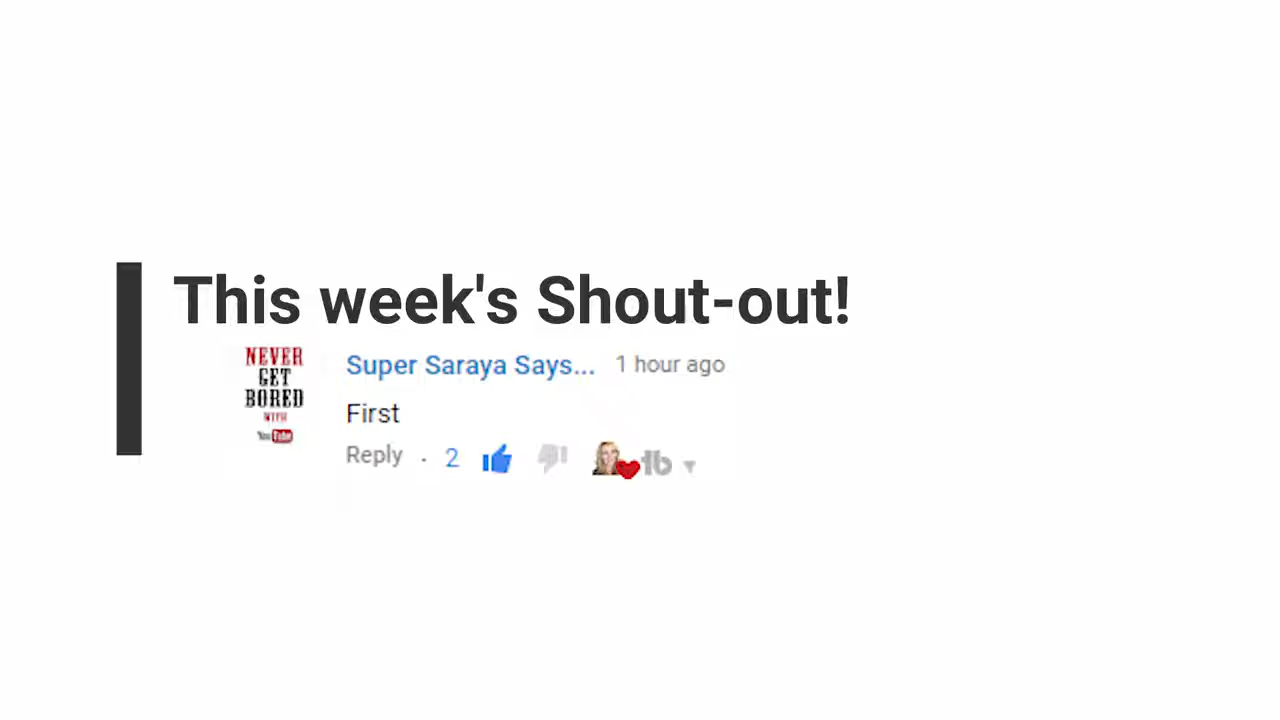 This week's Shout-out!
NEVER
GET
BORED
WITH
YouTube
Super Saraya Says... 1 hour ago
First
Reply · 2